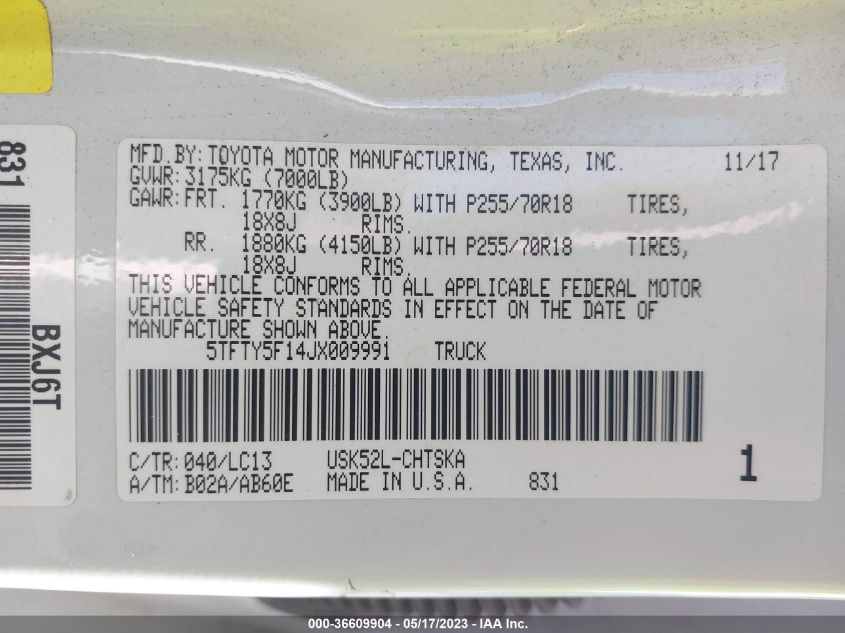 MFD.BY: TOYOTA MOTOR MANUFACTURING, TEXAS, INC. 11/17
GVWR: 3175KG (7000LB)
GAWR: FRT. 1770KG (3900LB) WITH P255/70R18 TIRES,
18X8J RIMS.
RR. 1880KG (4150LB) WITH P255/70R18 TIRES,
18X8J RIMS.
THIS VEHICLE CONFORMS TO ALL APPLICABLE FEDERAL MOTOR
VEHICLE SAFETY STANDARDS IN EFFECT ON THE DATE OF
MANUFACTURE SHOWN ABOVE.
5TFTY5F14JX009991 TRUCK
C/TR: 040/LC13 USK52L-CHTSKA 1
A/TM: B02A/AB60E MADE IN U.S.A. 831
831
BXJ6T
000-36609904 — 05/17/2023 — IAA Inc.